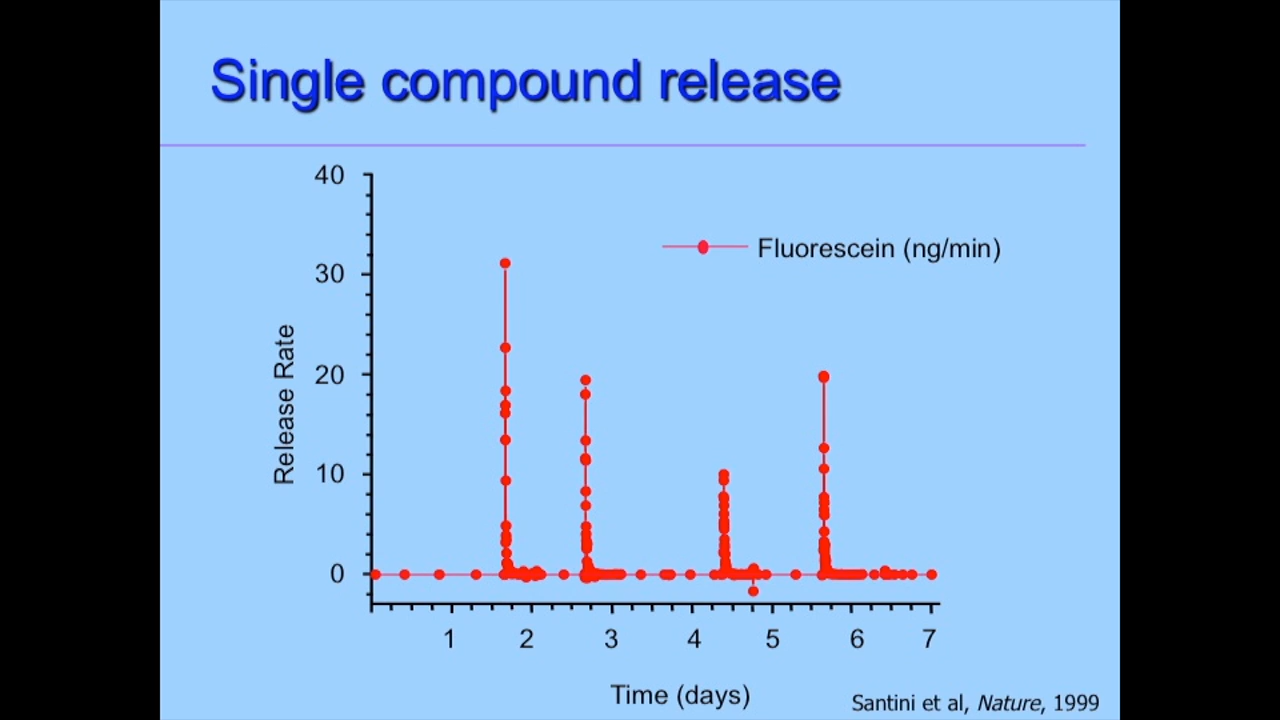 Single compound release
40
Fluorescein (ng/min)
30
Release Rate
20
10
0
1 2 3 4 5 6 7
Time (days)
Santini et al, Nature, 1999